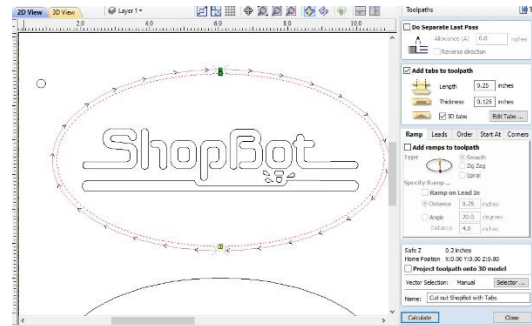 2D View 3D View Layer 1
Toolpaths
2.0 4.0 6.0 8.0 10.0
Do Separate Last Pass
Allowance (A) 0.0 inches
Reverse direction
Add tabs to toolpath
Length 0.25 inches
Thickness 0.125 inches
3D tabs Edit Tabs ...
Ramp Leads Order Start At Corners
Add ramps to toolpath
Type Smooth
Zig Zag
Spiral
Specify Ramp ...
Ramp on Lead In
Distance 0.25 inches
Angle 20.0 degrees
Distance 4.0 inches
ShopBot
Safe Z 0.2 inches
Home Position X:0.00 Y:0.00 Z:0.80
Project toolpath onto 3D model
Vector Selection: Manual Selector ...
Name: Cut out ShopBot with Tabs
Calculate Close